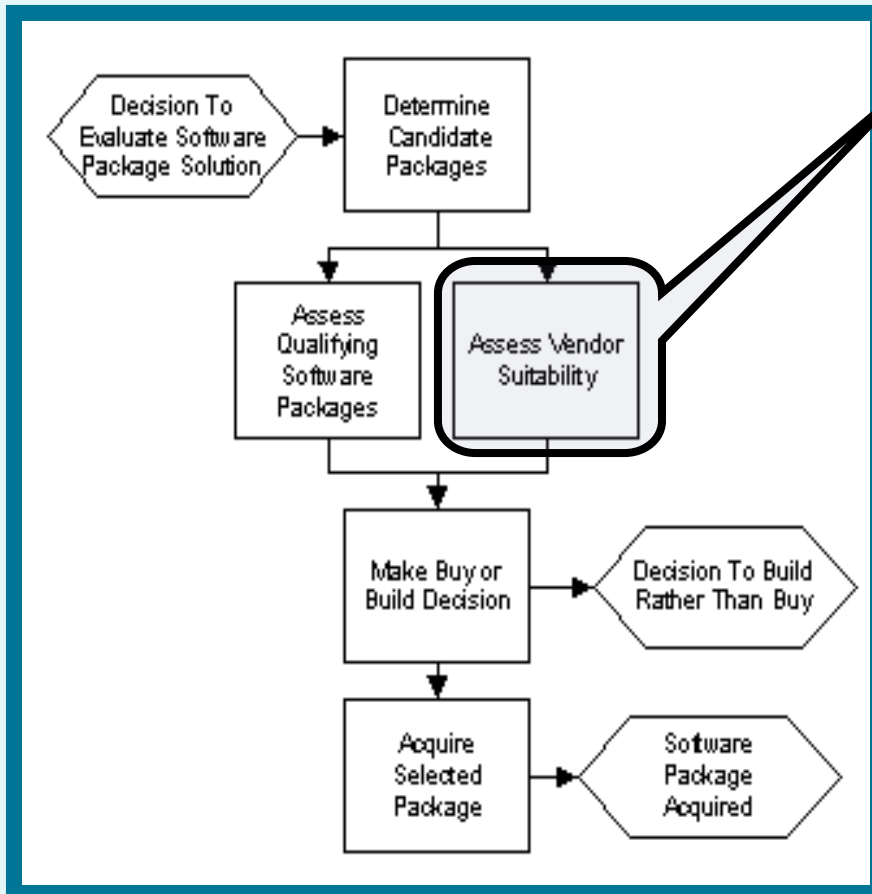 Decision To
Evaluate Software
Package Solution
Determine
Candidate
Packages
Assess
Qualifying
Software
Packages
Assess Vendor
Suitability
Make Buy or
Build Decision
Decision To Build
Rather Than Buy
Acquire
Selected
Package
Software
Package
Acquired